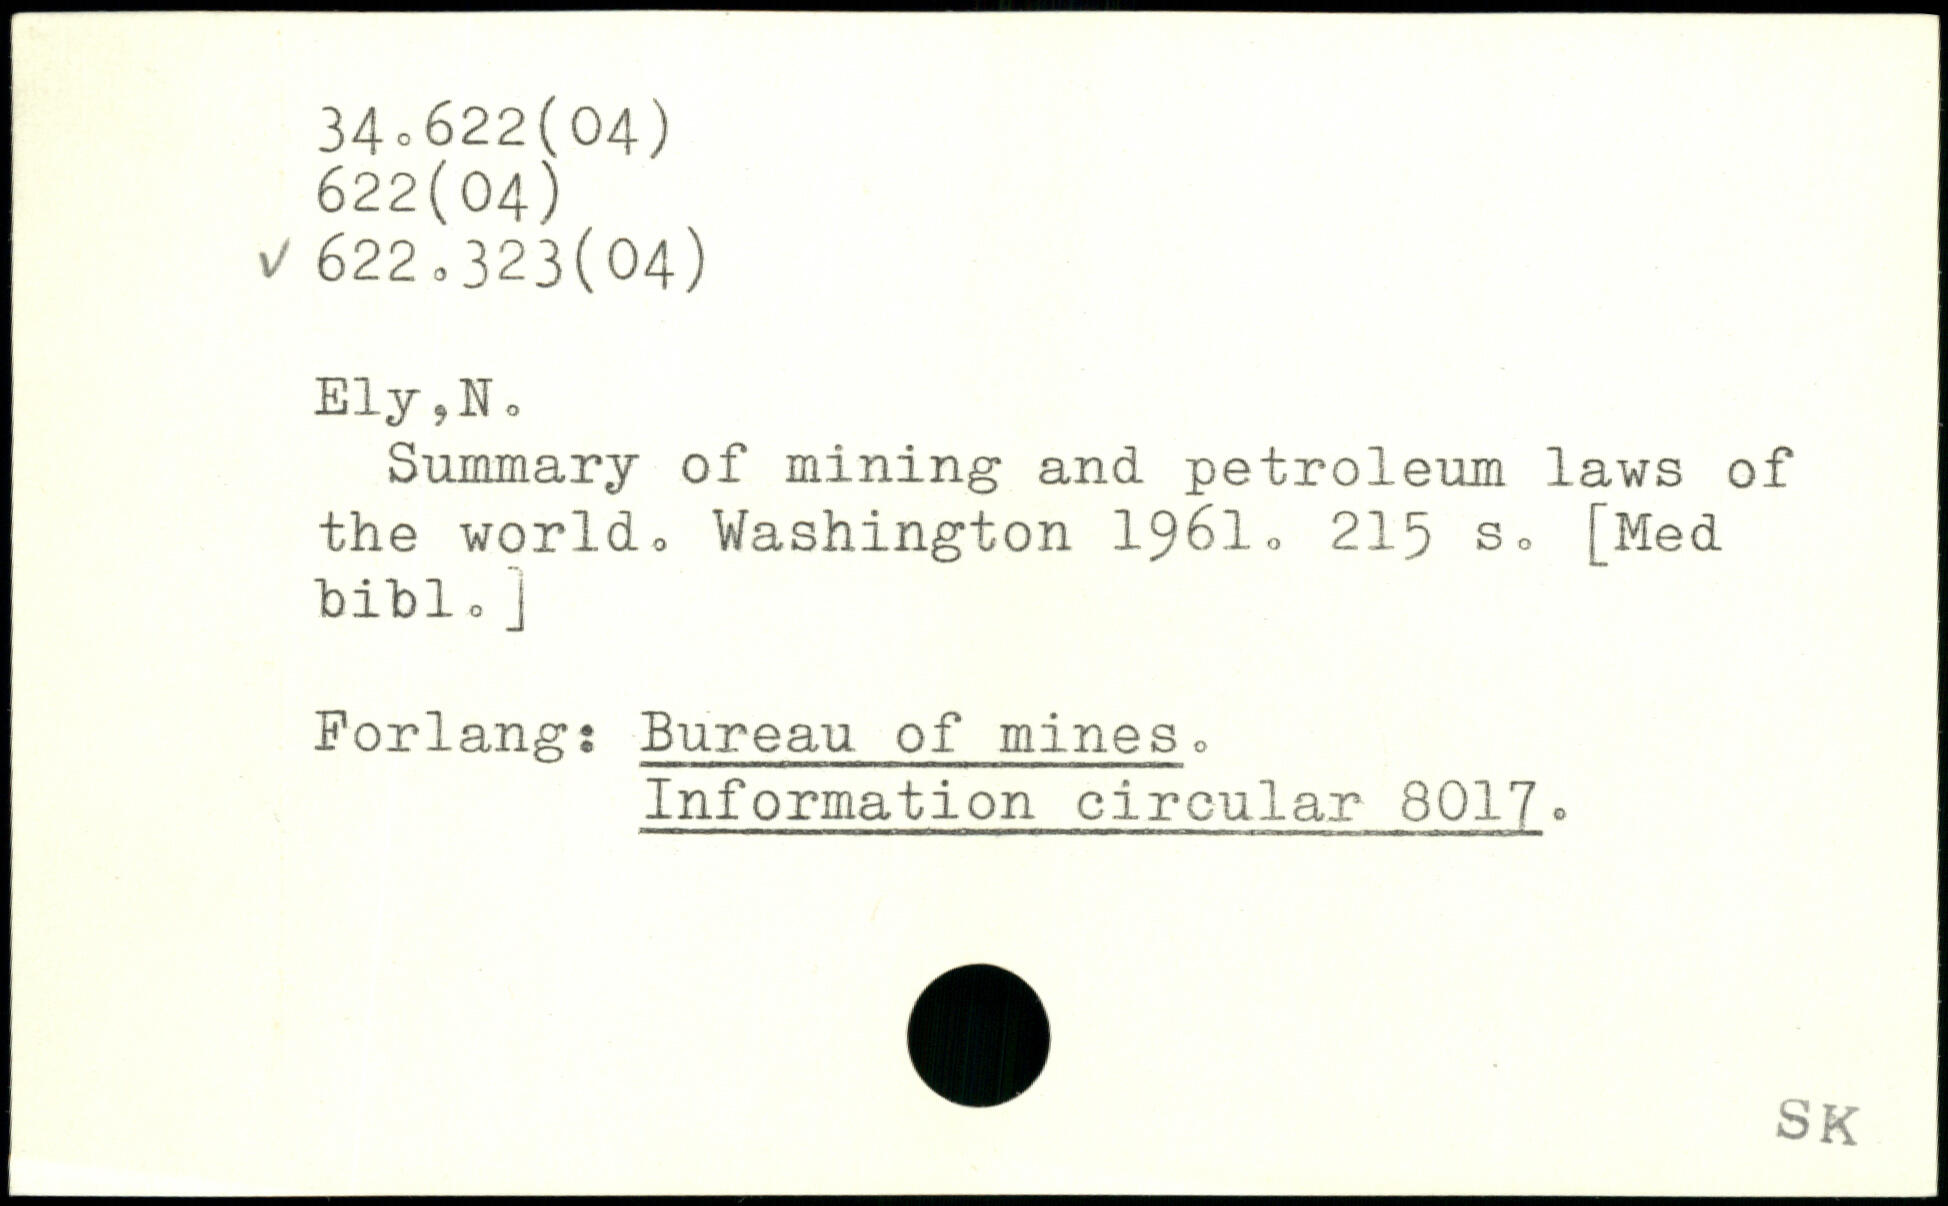 34.622(04)
622(04)
✓ 622.323(04)
Ely,N.
Summary of mining and petroleum laws of
the world. Washington 1961. 215 s. [Med
bibl.]
Forlang: Bureau of mines.
Information circular 8017.
SK